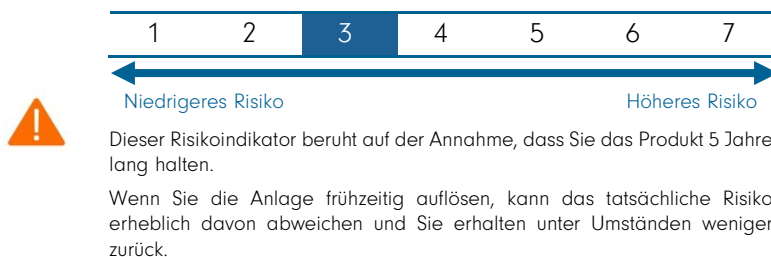 1 2 3 4 5 6 7
Niedrigeres Risiko Höheres Risiko
Dieser Risikoindikator beruht auf der Annahme, dass Sie das Produkt 5 Jahre
lang halten.
Wenn Sie die Anlage frühzeitig auflösen, kann das tatsächliche Risiko
erheblich davon abweichen und Sie erhalten unter Umständen weniger
zurück.